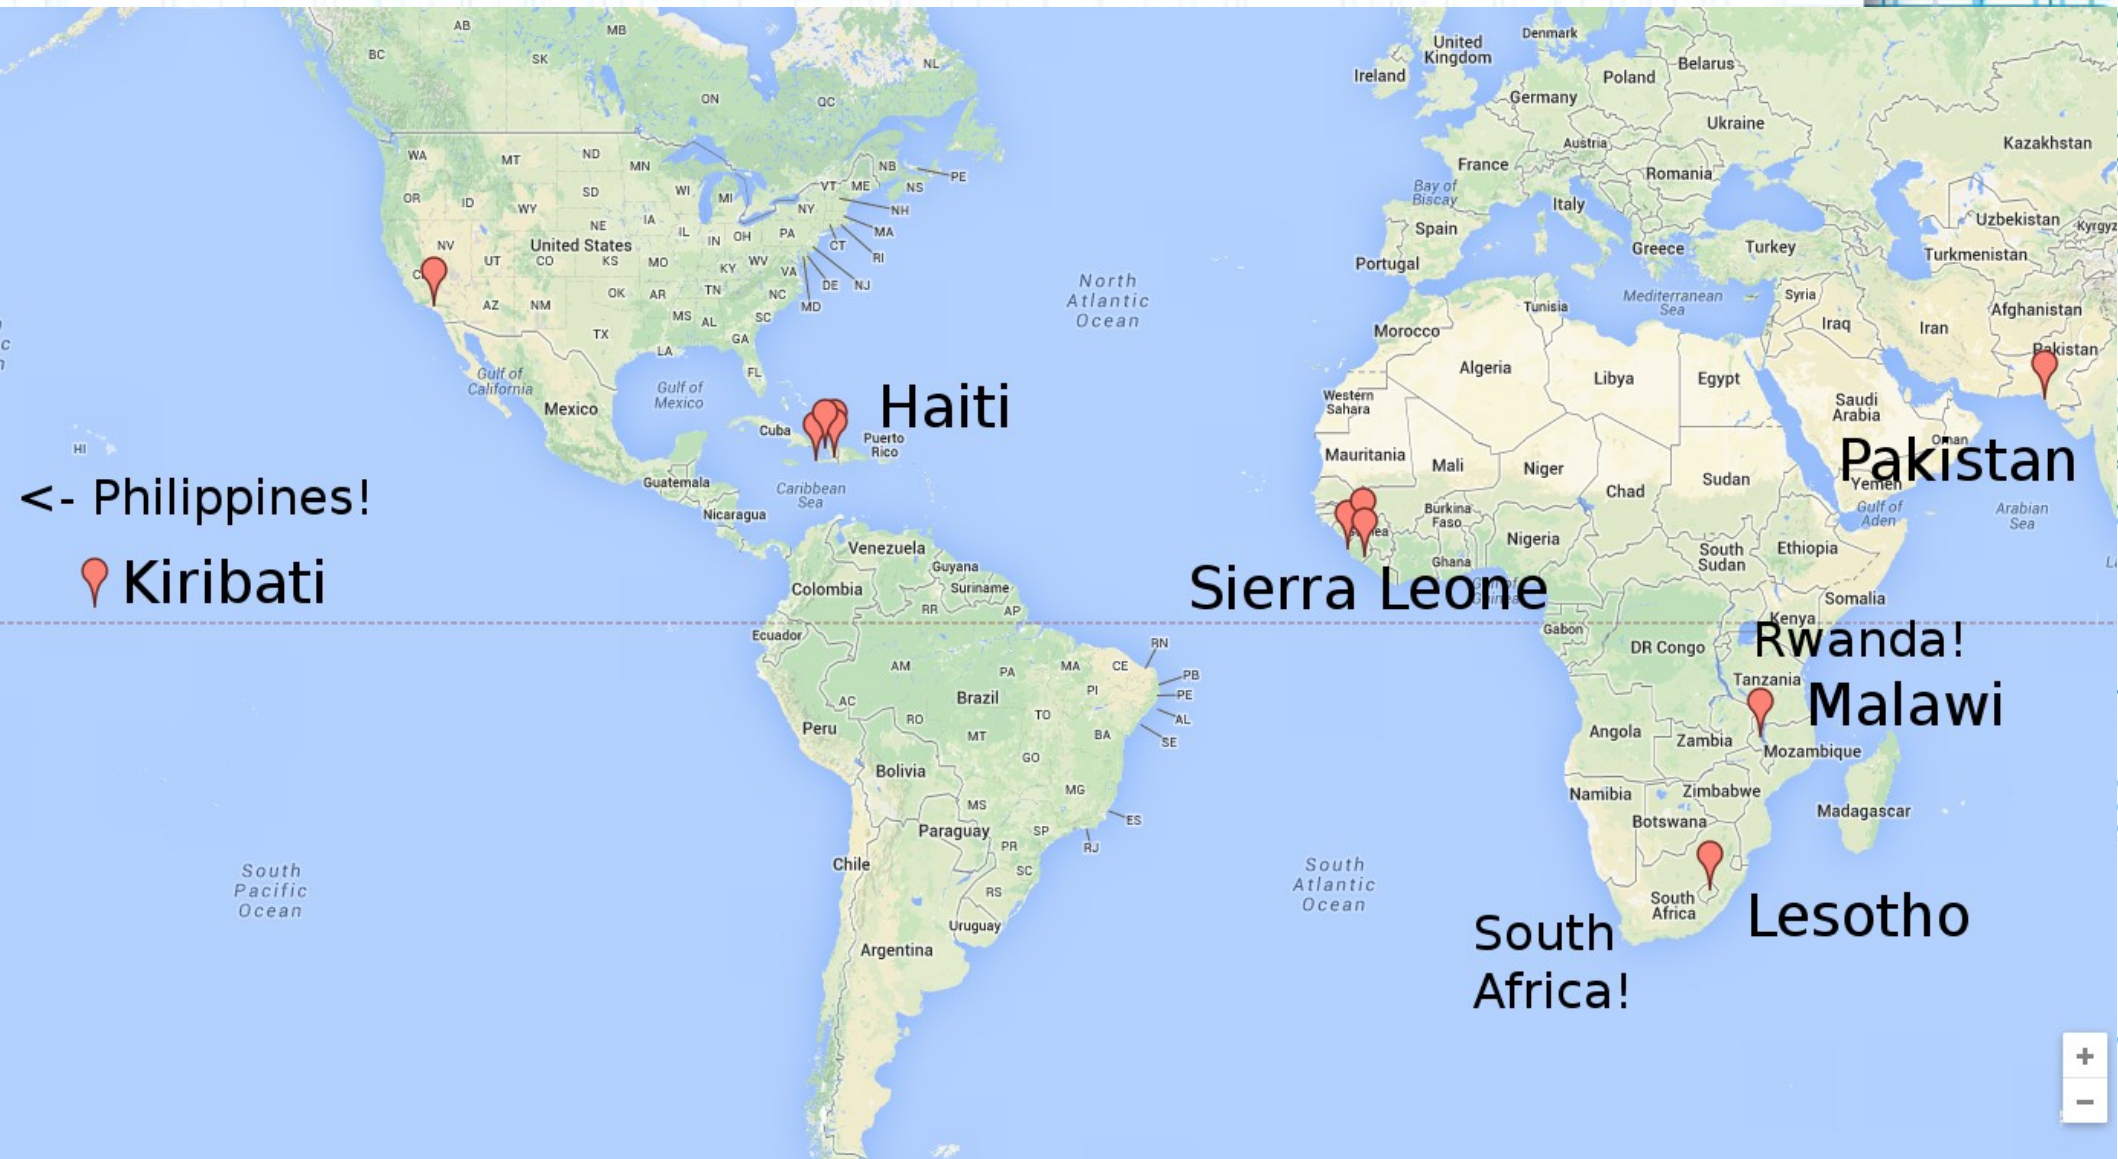 AB
MB
BC
SK
NL
ON
QC
United
Kingdom
Denmark
Ireland
Poland
Belarus
Germany
Ukraine
Kazakhstan
Austria
France
Romania
WA
MT
ND
MN
NB
PE
OR
ID
SD
WI
MI
VT
ME
NS
WY
NY
NH
Bay of
Biscay
Italy
Uzbekistan
NE
IA
PA
MA
Spain
NV
United States
IL
IN
OH
CT
RI
Greece
Turkey
UT
CO
KS
MO
KY
WV
VA
Portugal
Turkmenistan
DE
NJ
AZ
NM
OK
AR
TN
NC
MD
North
Atlantic
Ocean
Tunisia
Mediterranean
Sea
Syria
Afghanistan
MS
AL
SC
TX
GA
LA
Morocco
Iraq
Iran
Pakistan
FL
Gulf of
California
Gulf of
Mexico
Algeria
Libya
Egypt
Mexico
Haiti
Western
Sahara
Saudi
Arabia
Cuba
Puerto
Rico
HI
Mauritania
Mali
Niger
Chad
Sudan
Oman
Pakistan
Yemen
<- Philippines!
Guatemala
Caribbean
Sea
Nicaragua
Burkina
Faso
Gulf of
Aden
Arabian
Sea
Kiribati
Venezuela
Guyana
Suriname
Colombia
Nigeria
South
Sudan
Ethiopia
Ghana
Sierra Leone
RR
AP
Somalia
Ecuador
Gabon
Kenya
DR Congo
Rwanda!
RN
AM
PA
MA
CE
PB
PI
PE
Tanzania
Malawi
AC
Brazil
TO
AL
RO
MT
BA
SE
Peru
Angola
Zambia
Mozambique
GO
Bolivia
MG
Namibia
Zimbabwe
MS
ES
Botswana
Madagascar
Paraguay
SP
PR
RJ
Chile
SC
RS
South
Pacific
Ocean
South
Atlantic
Ocean
South
Africa
Lesotho
Uruguay
Argentina
South
Africa!
+
−